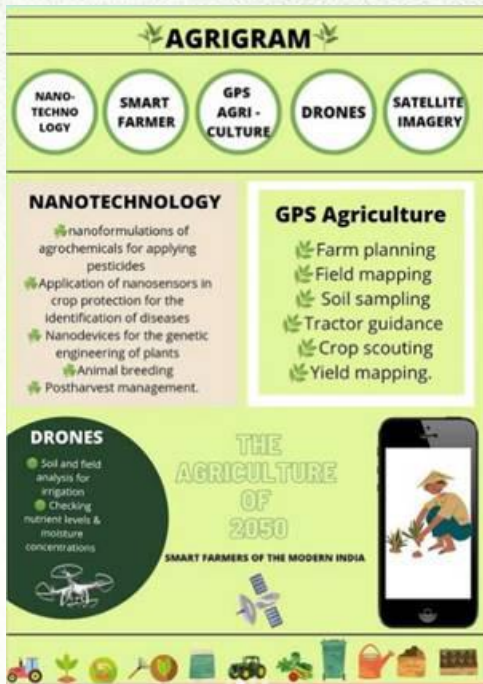 AGRIGRAM
NANO-
TECHNO
LOGY
SMART
FARMER
GPS
AGRI -
CULTURE
DRONES
SATELLITE
IMAGERY
NANOTECHNOLOGY
nanoformulations of
agrochemicals for applying
pesticides
Application of nanosensors in
crop protection for the
identification of diseases
Nanodevices for the genetic
engineering of plants
Animal breeding
Postharvest management.
GPS Agriculture
Farm planning
Field mapping
Soil sampling
Tractor guidance
Crop scouting
Yield mapping.
DRONES
Soil and field
analysis for
irrigation
Checking
nutrient levels &
moisture
concentrations
THE
AGRICULTURE
OF
2050
SMART FARMERS OF THE MODERN INDIA